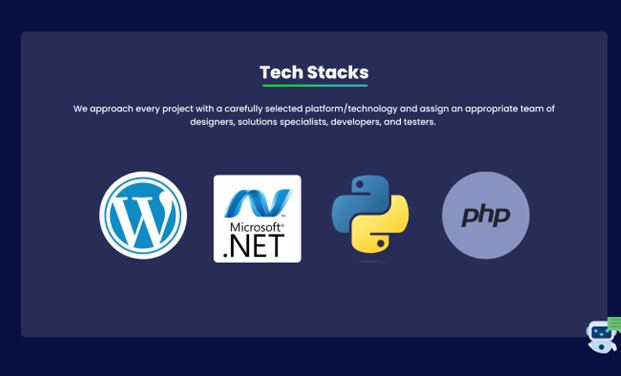 Tech Stacks
We approach every project with a carefully selected platform/technology and assign an appropriate team of
designers, solutions specialists, developers, and testers.
W
Microsoft®
.NET
php